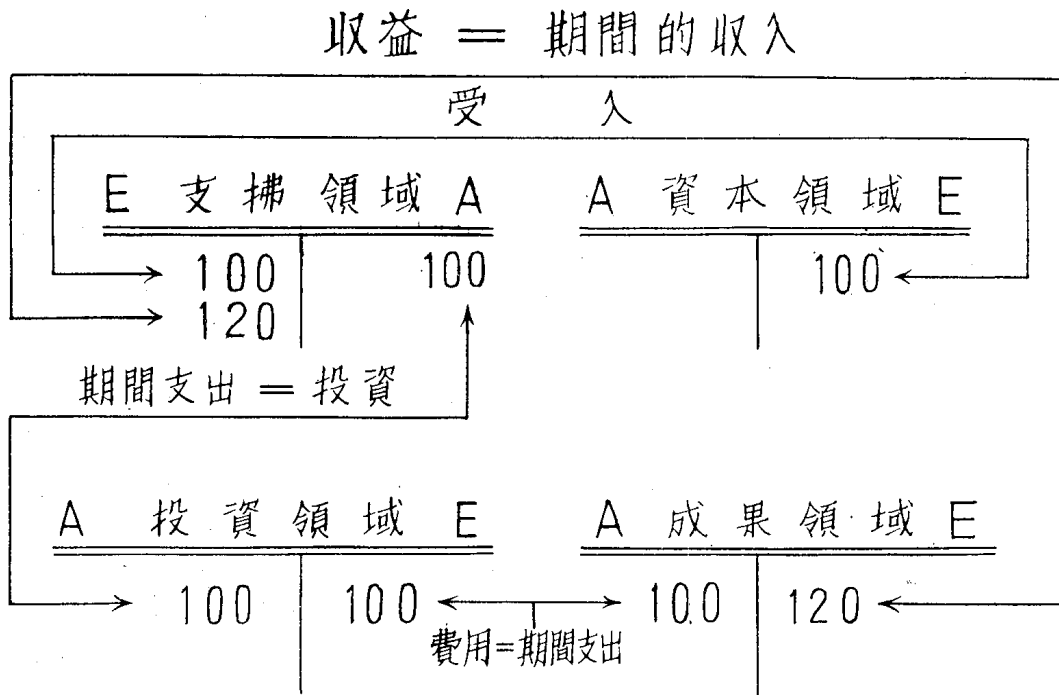 収益 = 期間的収入
受 入
E 支拂領域 A
A 資本領域 E
100 100
100
120
期間支出 = 投資
A 投資領域 E
A 成果領域 E
100 100
100 120
費用=期間支出